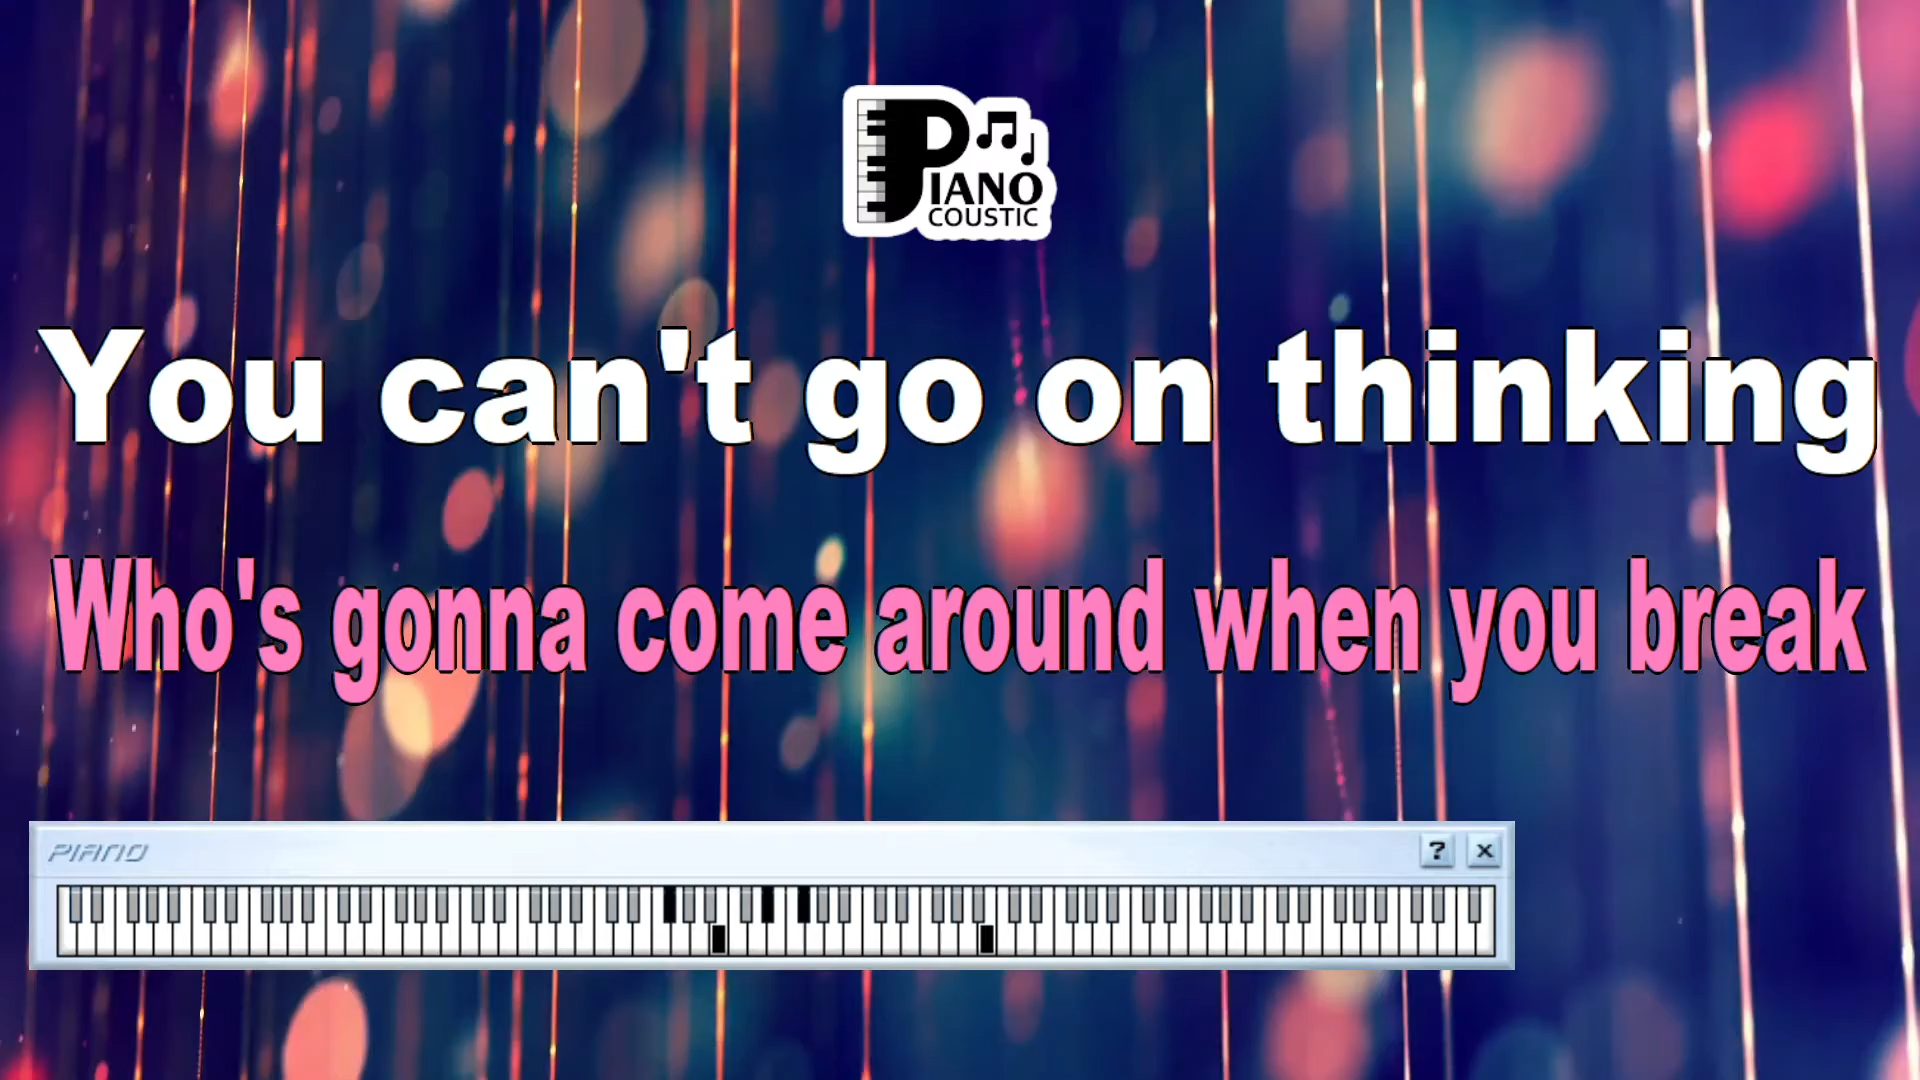 PIANO
COUSTIC
You can't go on thinking
Who's gonna come around when you break
PIANO
? x